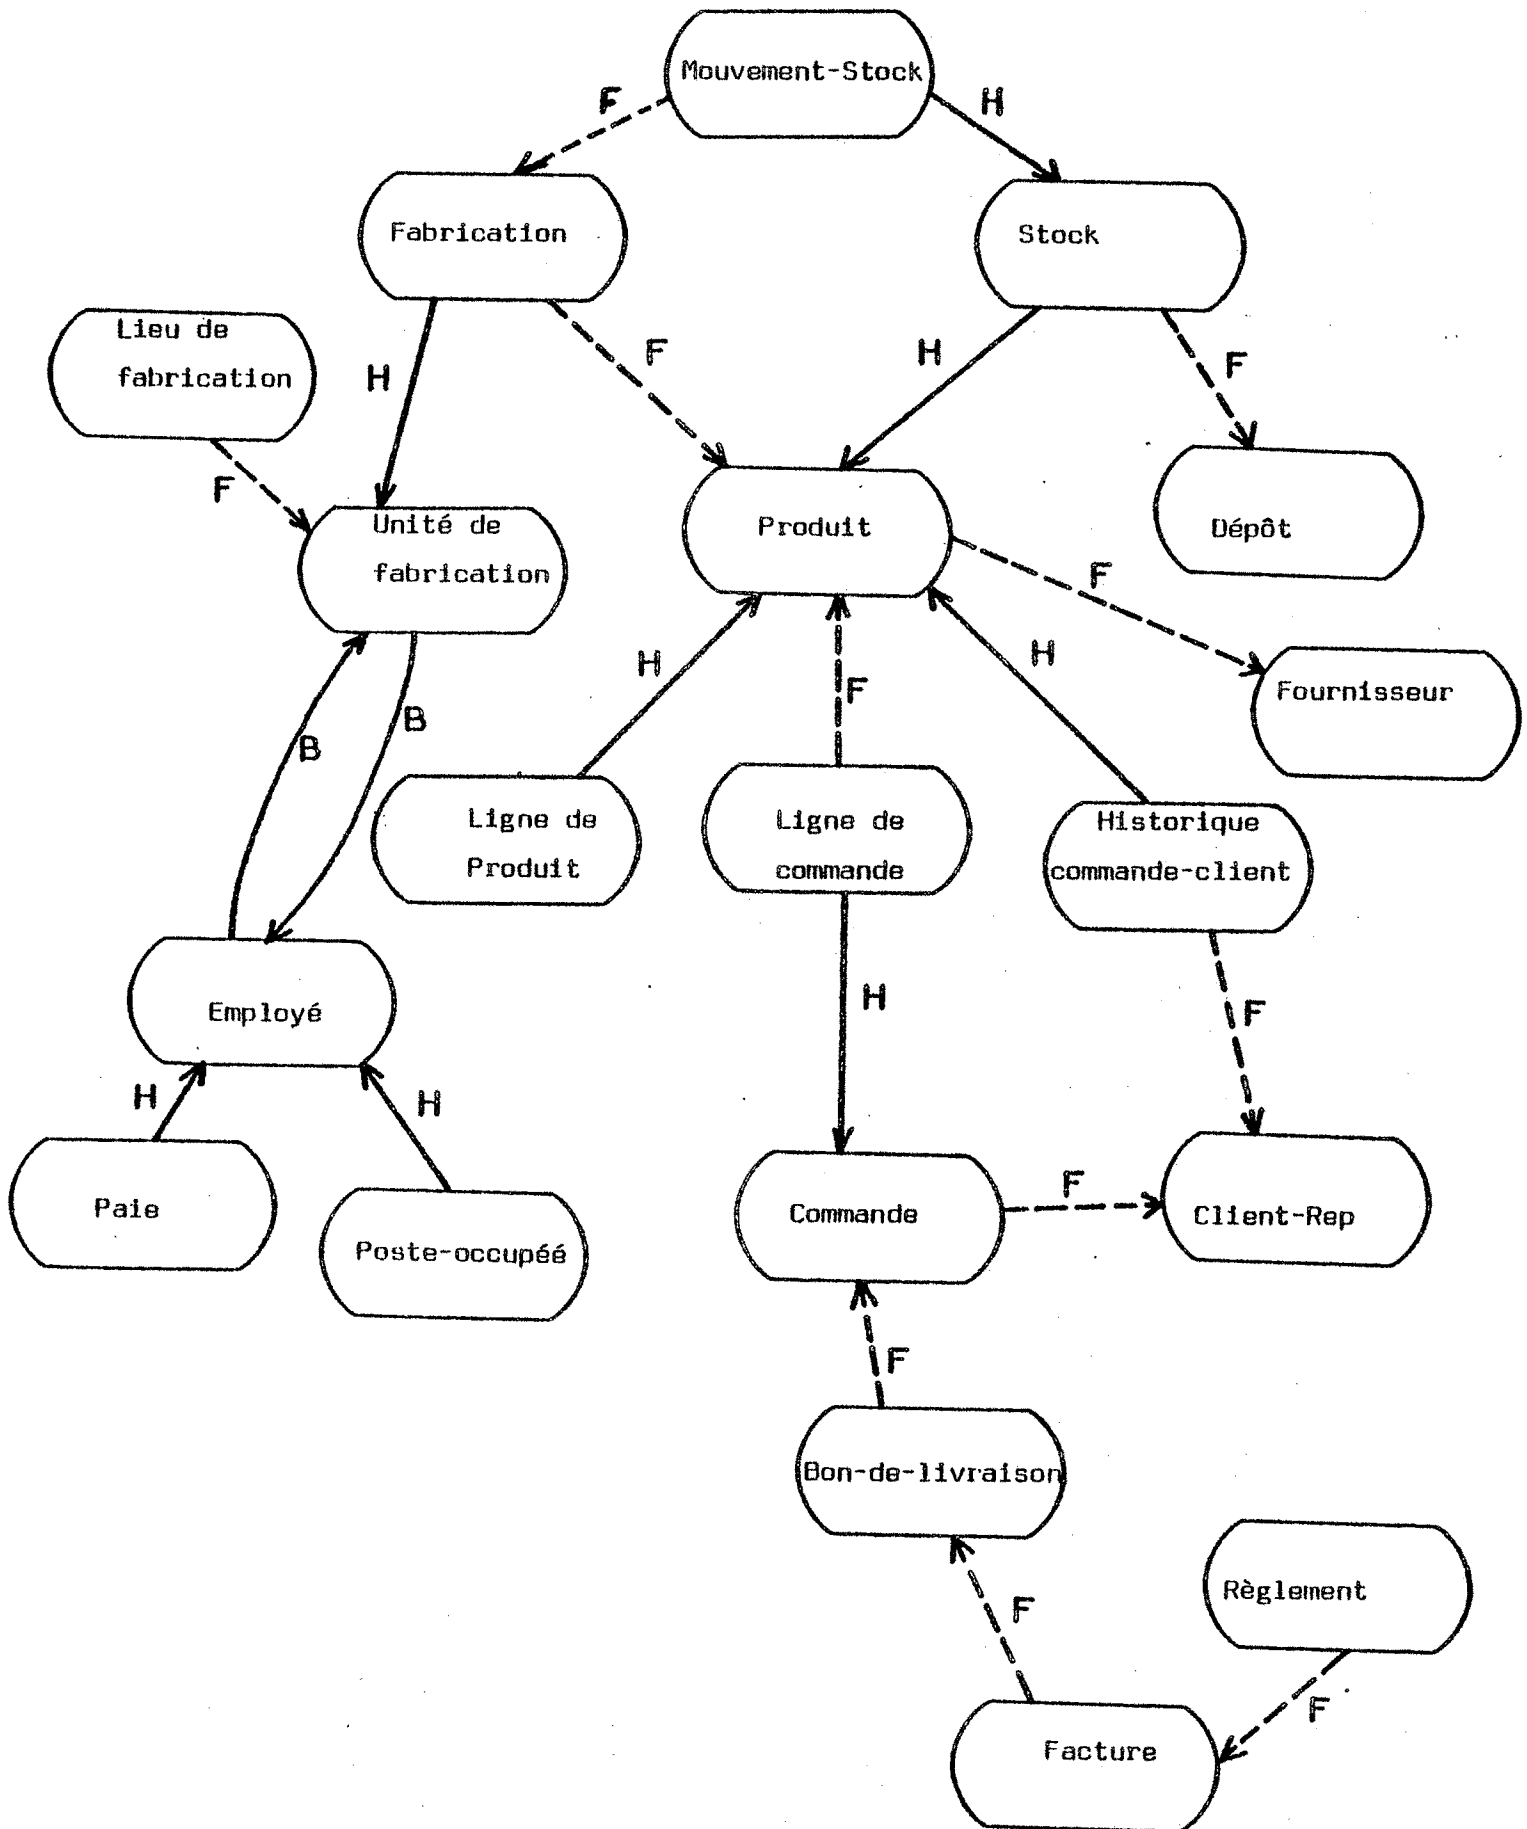 Mouvement-Stock
F
H
Fabrication
Stock
Lieu de
fabrication
H
F
H
F
F
Unité de
fabrication
Produit
Dépôt
F
H
F
H
Fournisseur
B
B
Ligne de
Produit
Ligne de
commande
Historique
commande-client
H
F
Employé
H
H
Paie
Poste-occupéé
Commande
F
Client-Rep
F
Bon-de-livraison
F
Règlement
F
Facture